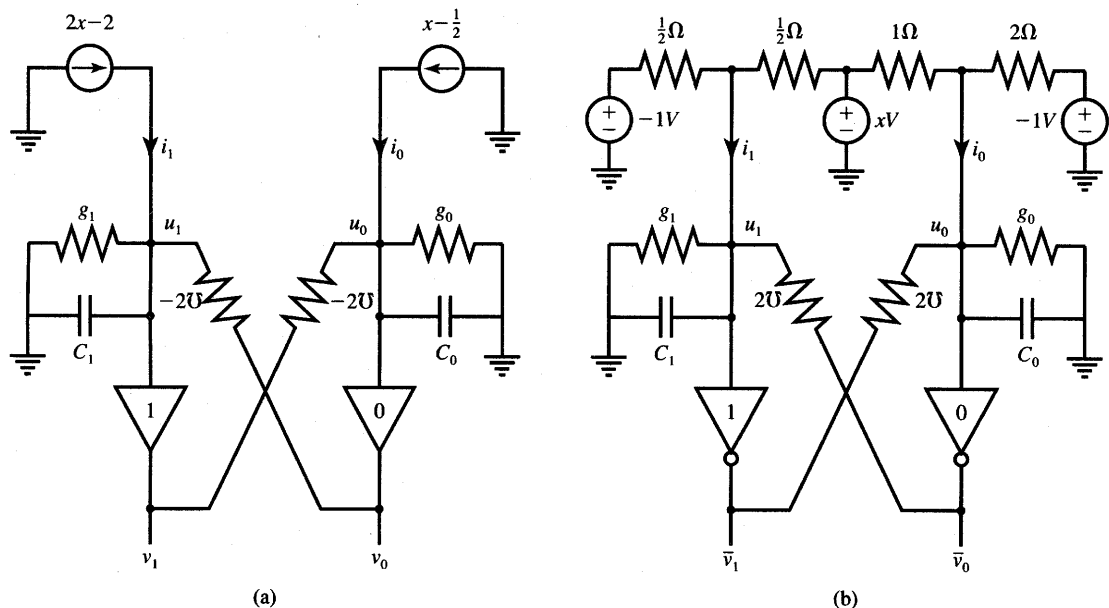 2x−2
x−½
i₁
i₀
g₁
u₁
u₀
g₀
−2℧
−2℧
C₁
C₀
1
0
v₁
v₀
(a)
½Ω
½Ω
1Ω
2Ω
+
−
−1V
+
−
xV
−1V
+
−
i₁
i₀
g₁
u₁
u₀
g₀
2℧
2℧
C₁
C₀
1
0
v̅₁
v̅₀
(b)